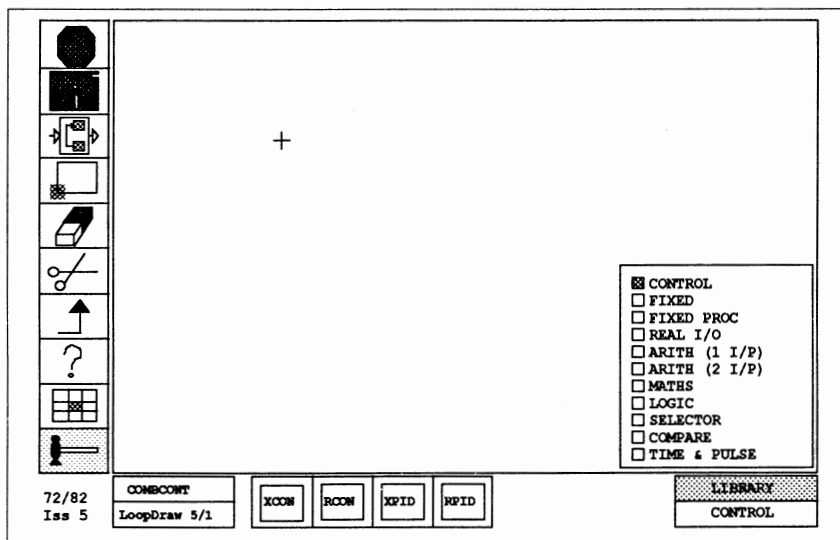 CONTROL
FIXED
FIXED PROC
REAL I/O
ARITH (1 I/P)
ARITH (2 I/P)
MATHS
LOGIC
SELECTOR
COMPARE
TIME & PULSE
72/82
Iss 5
COMBCONT
LoopDraw 5/1
XCON
RCON
XPID
RPID
LIBRARY
CONTROL